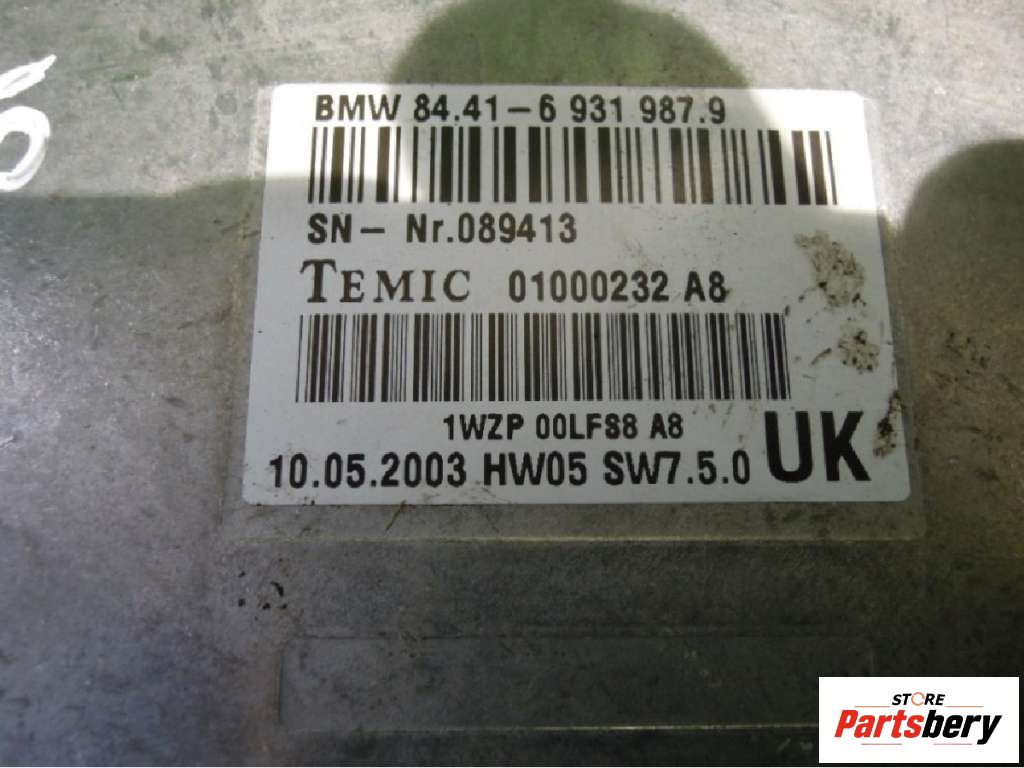 BMW 84.41-6 931 987.9
SN- Nr.089413
TEMIC 01000232 A8
1WZP 00LFS8 A8
10.05.2003 HW05 SW7.5.0 UK
STORE
Partsbery